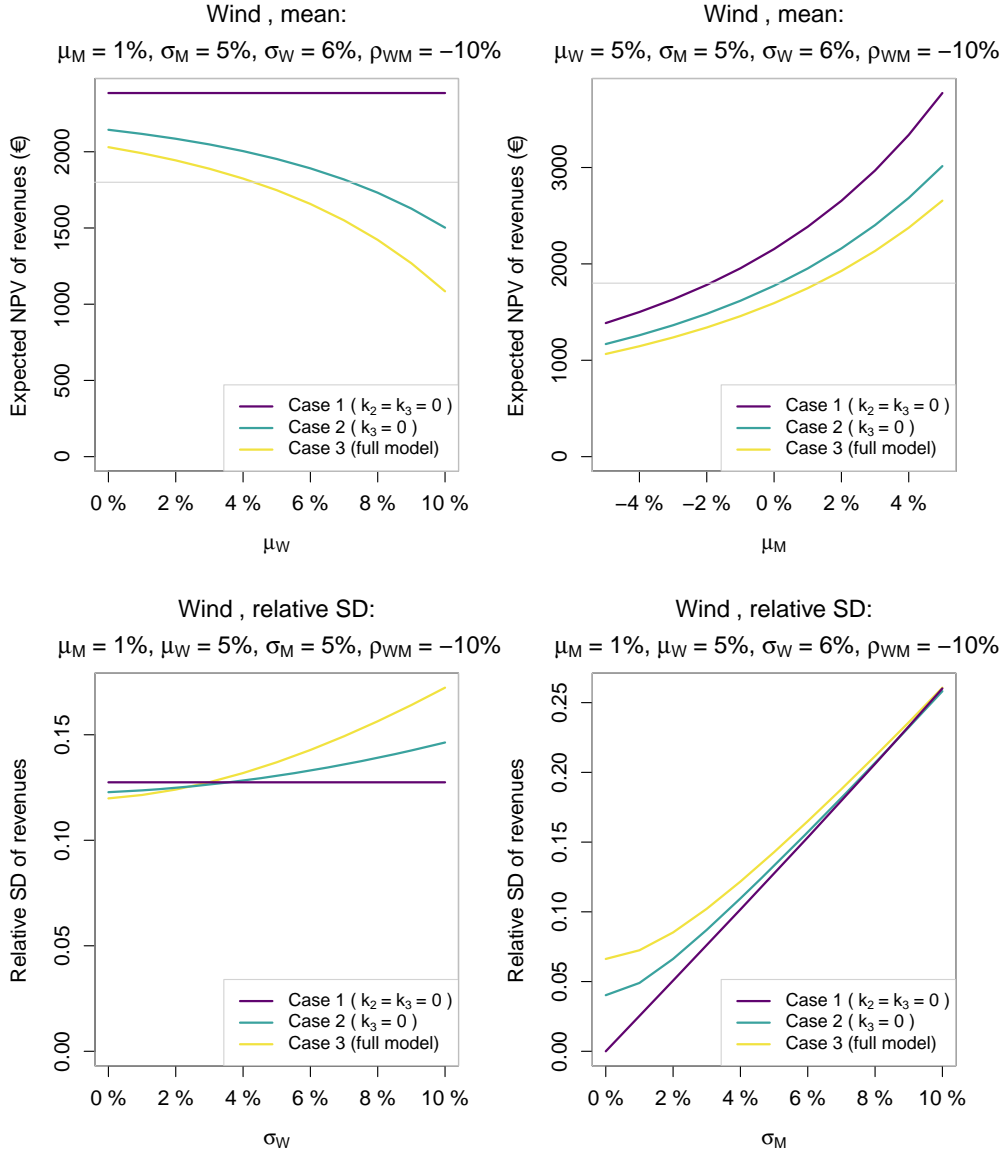 Wind , mean:
μM = 1%, σM = 5%, σW = 6%, ρWM = −10%
Expected NPV of revenues (€)
0
500
1000
1500
2000
Case 1 ( k2 = k3 = 0 )
Case 2 ( k3 = 0 )
Case 3 (full model)
0 % 2 % 4 % 6 % 8 % 10 %
μW
Wind , mean:
μW = 5%, σM = 5%, σW = 6%, ρWM = −10%
Expected NPV of revenues (€)
0
1000
2000
3000
Case 1 ( k2 = k3 = 0 )
Case 2 ( k3 = 0 )
Case 3 (full model)
−4 % −2 % 0 % 2 % 4 %
μM
Wind , relative SD:
μM = 1%, μW = 5%, σM = 5%, ρWM = −10%
Relative SD of revenues
0.00
0.05
0.10
0.15
Case 1 ( k2 = k3 = 0 )
Case 2 ( k3 = 0 )
Case 3 (full model)
0 % 2 % 4 % 6 % 8 % 10 %
σW
Wind , relative SD:
μM = 1%, μW = 5%, σW = 6%, ρWM = −10%
Relative SD of revenues
0.00
0.05
0.10
0.15
0.20
0.25
Case 1 ( k2 = k3 = 0 )
Case 2 ( k3 = 0 )
Case 3 (full model)
0 % 2 % 4 % 6 % 8 % 10 %
σM